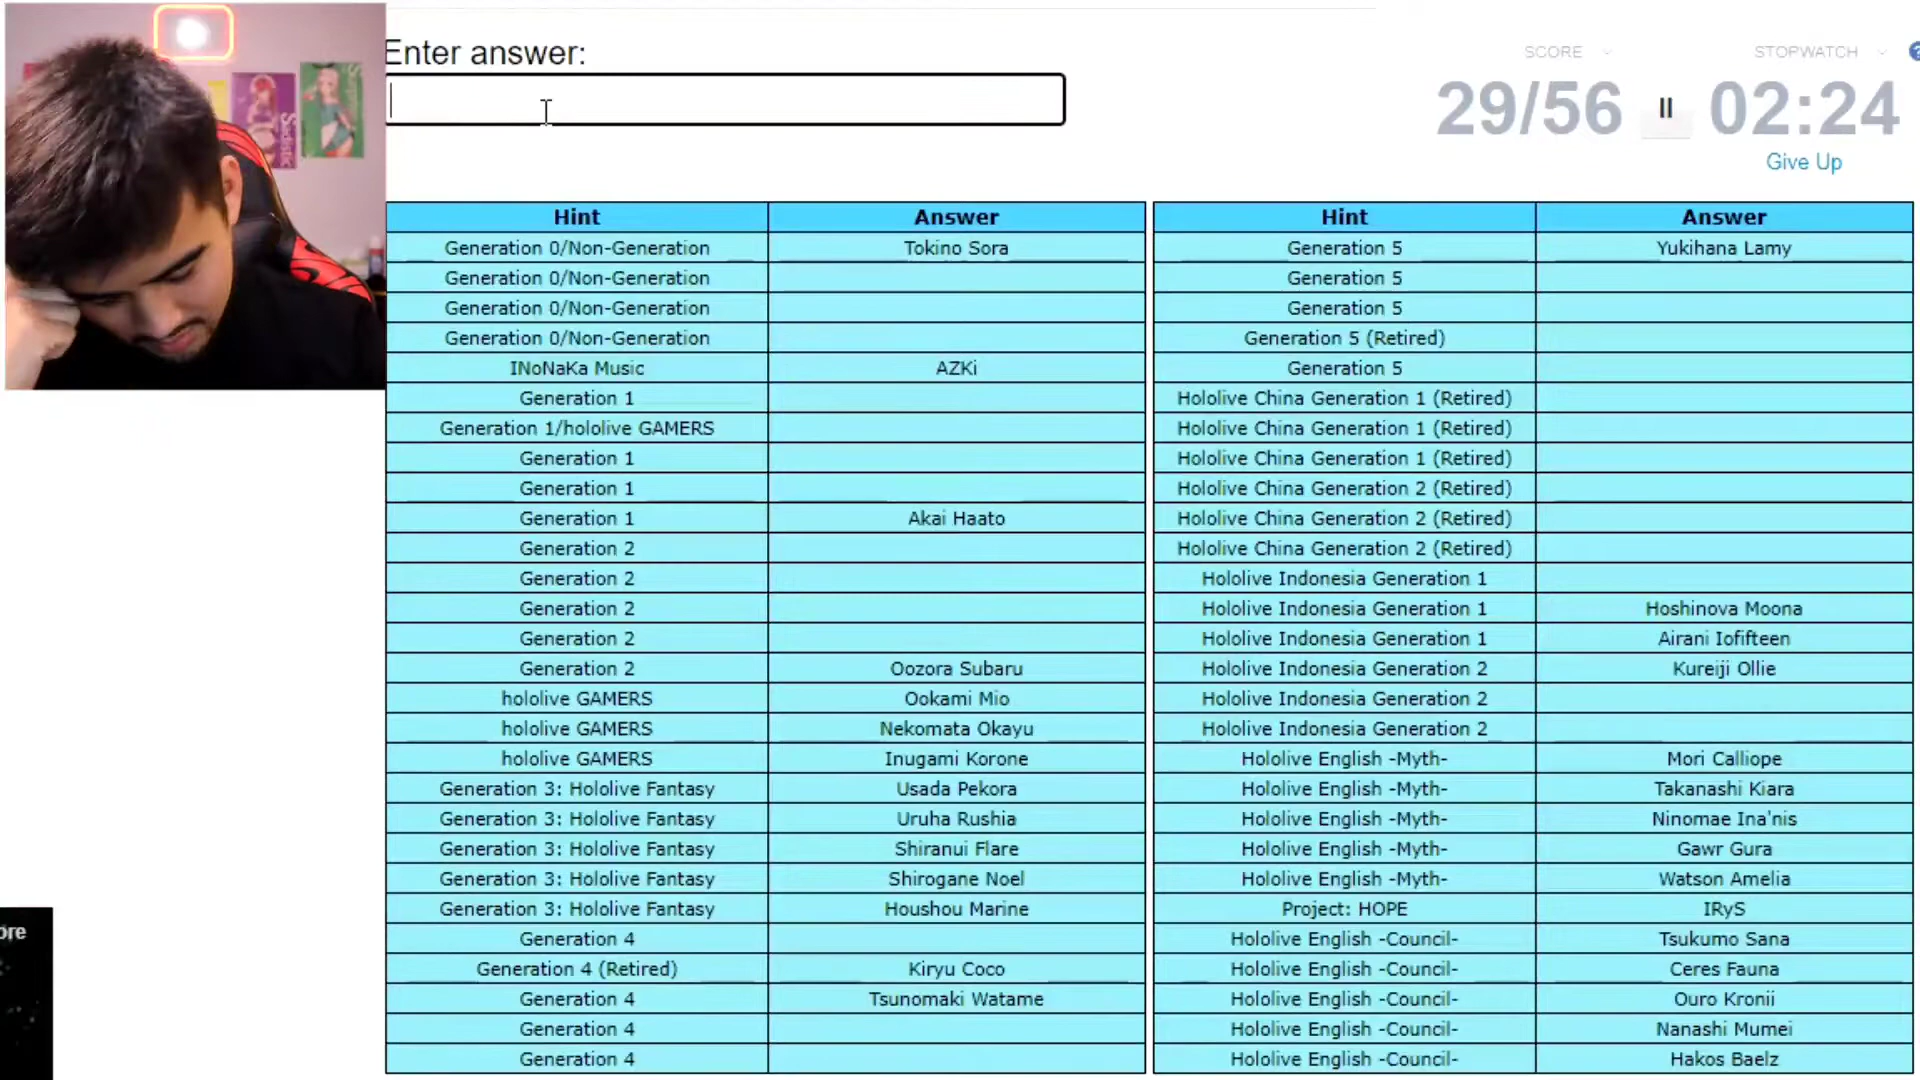 Enter answer:
SCORE
STOPWATCH
29/56
02:24
Give Up
Hint Answer
Generation 0/Non-Generation Tokino Sora
Generation 0/Non-Generation
Generation 0/Non-Generation
Generation 0/Non-Generation
INoNaKa Music AZKi
Generation 1
Generation 1/hololive GAMERS
Generation 1
Generation 1
Generation 1 Akai Haato
Generation 2
Generation 2
Generation 2
Generation 2
Generation 2 Oozora Subaru
hololive GAMERS Ookami Mio
hololive GAMERS Nekomata Okayu
hololive GAMERS Inugami Korone
Generation 3: Hololive Fantasy Usada Pekora
Generation 3: Hololive Fantasy Uruha Rushia
Generation 3: Hololive Fantasy Shiranui Flare
Generation 3: Hololive Fantasy Shirogane Noel
Generation 3: Hololive Fantasy Houshou Marine
Generation 4
Generation 4 (Retired) Kiryu Coco
Generation 4 Tsunomaki Watame
Generation 4
Generation 4
Hint Answer
Generation 5 Yukihana Lamy
Generation 5
Generation 5
Generation 5 (Retired)
Generation 5
Hololive China Generation 1 (Retired)
Hololive China Generation 1 (Retired)
Hololive China Generation 1 (Retired)
Hololive China Generation 2 (Retired)
Hololive China Generation 2 (Retired)
Hololive China Generation 2 (Retired)
Hololive Indonesia Generation 1
Hololive Indonesia Generation 1 Hoshinova Moona
Hololive Indonesia Generation 1 Airani Iofifteen
Hololive Indonesia Generation 2 Kureiji Ollie
Hololive Indonesia Generation 2
Hololive Indonesia Generation 2
Hololive English -Myth- Mori Calliope
Hololive English -Myth- Takanashi Kiara
Hololive English -Myth- Ninomae Ina'nis
Hololive English -Myth- Gawr Gura
Hololive English -Myth- Watson Amelia
Project: HOPE IRyS
Hololive English -Council- Tsukumo Sana
Hololive English -Council- Ceres Fauna
Hololive English -Council- Ouro Kronii
Hololive English -Council- Nanashi Mumei
Hololive English -Council- Hakos Baelz
ore